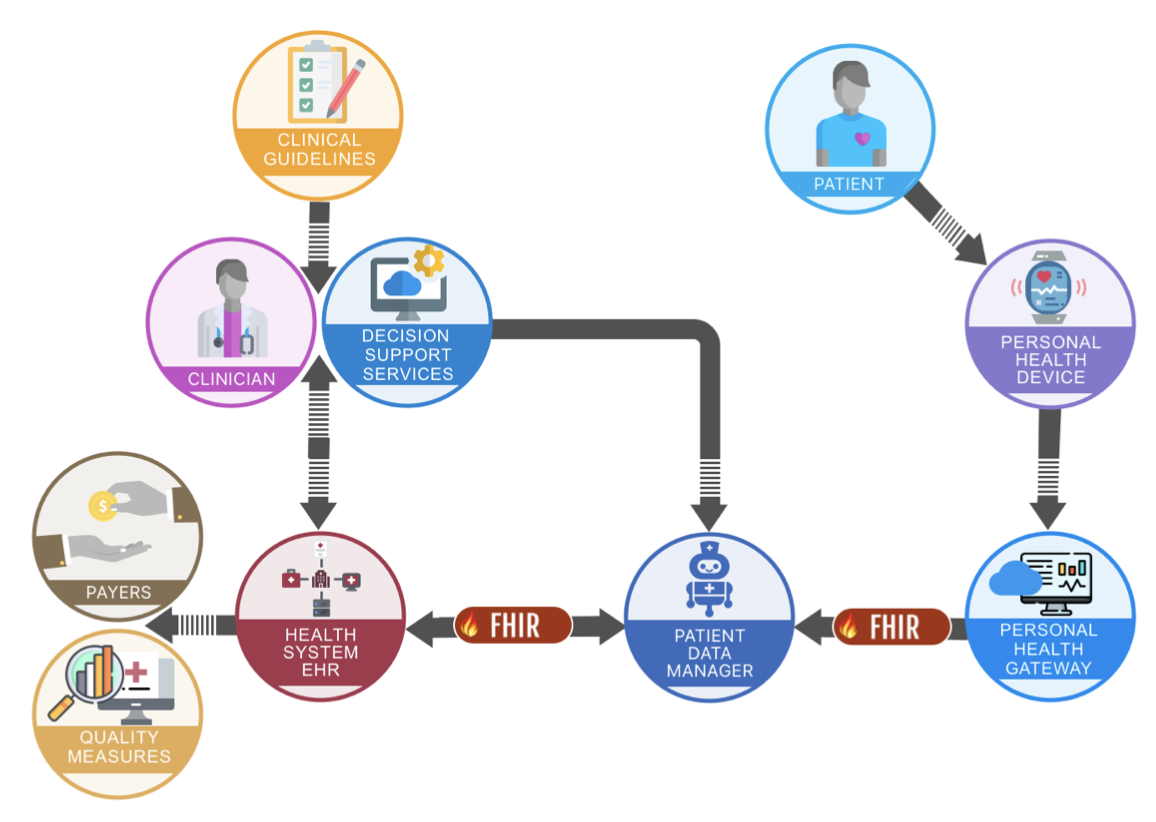 CLINICAL
GUIDELINES
PATIENT
CLINICIAN
DECISION
SUPPORT
SERVICES
PERSONAL
HEALTH
DEVICE
$
PAYERS
HEALTH
SYSTEM
EHR
FHIR
PATIENT
DATA
MANAGER
FHIR
PERSONAL
HEALTH
GATEWAY
QUALITY
MEASURES